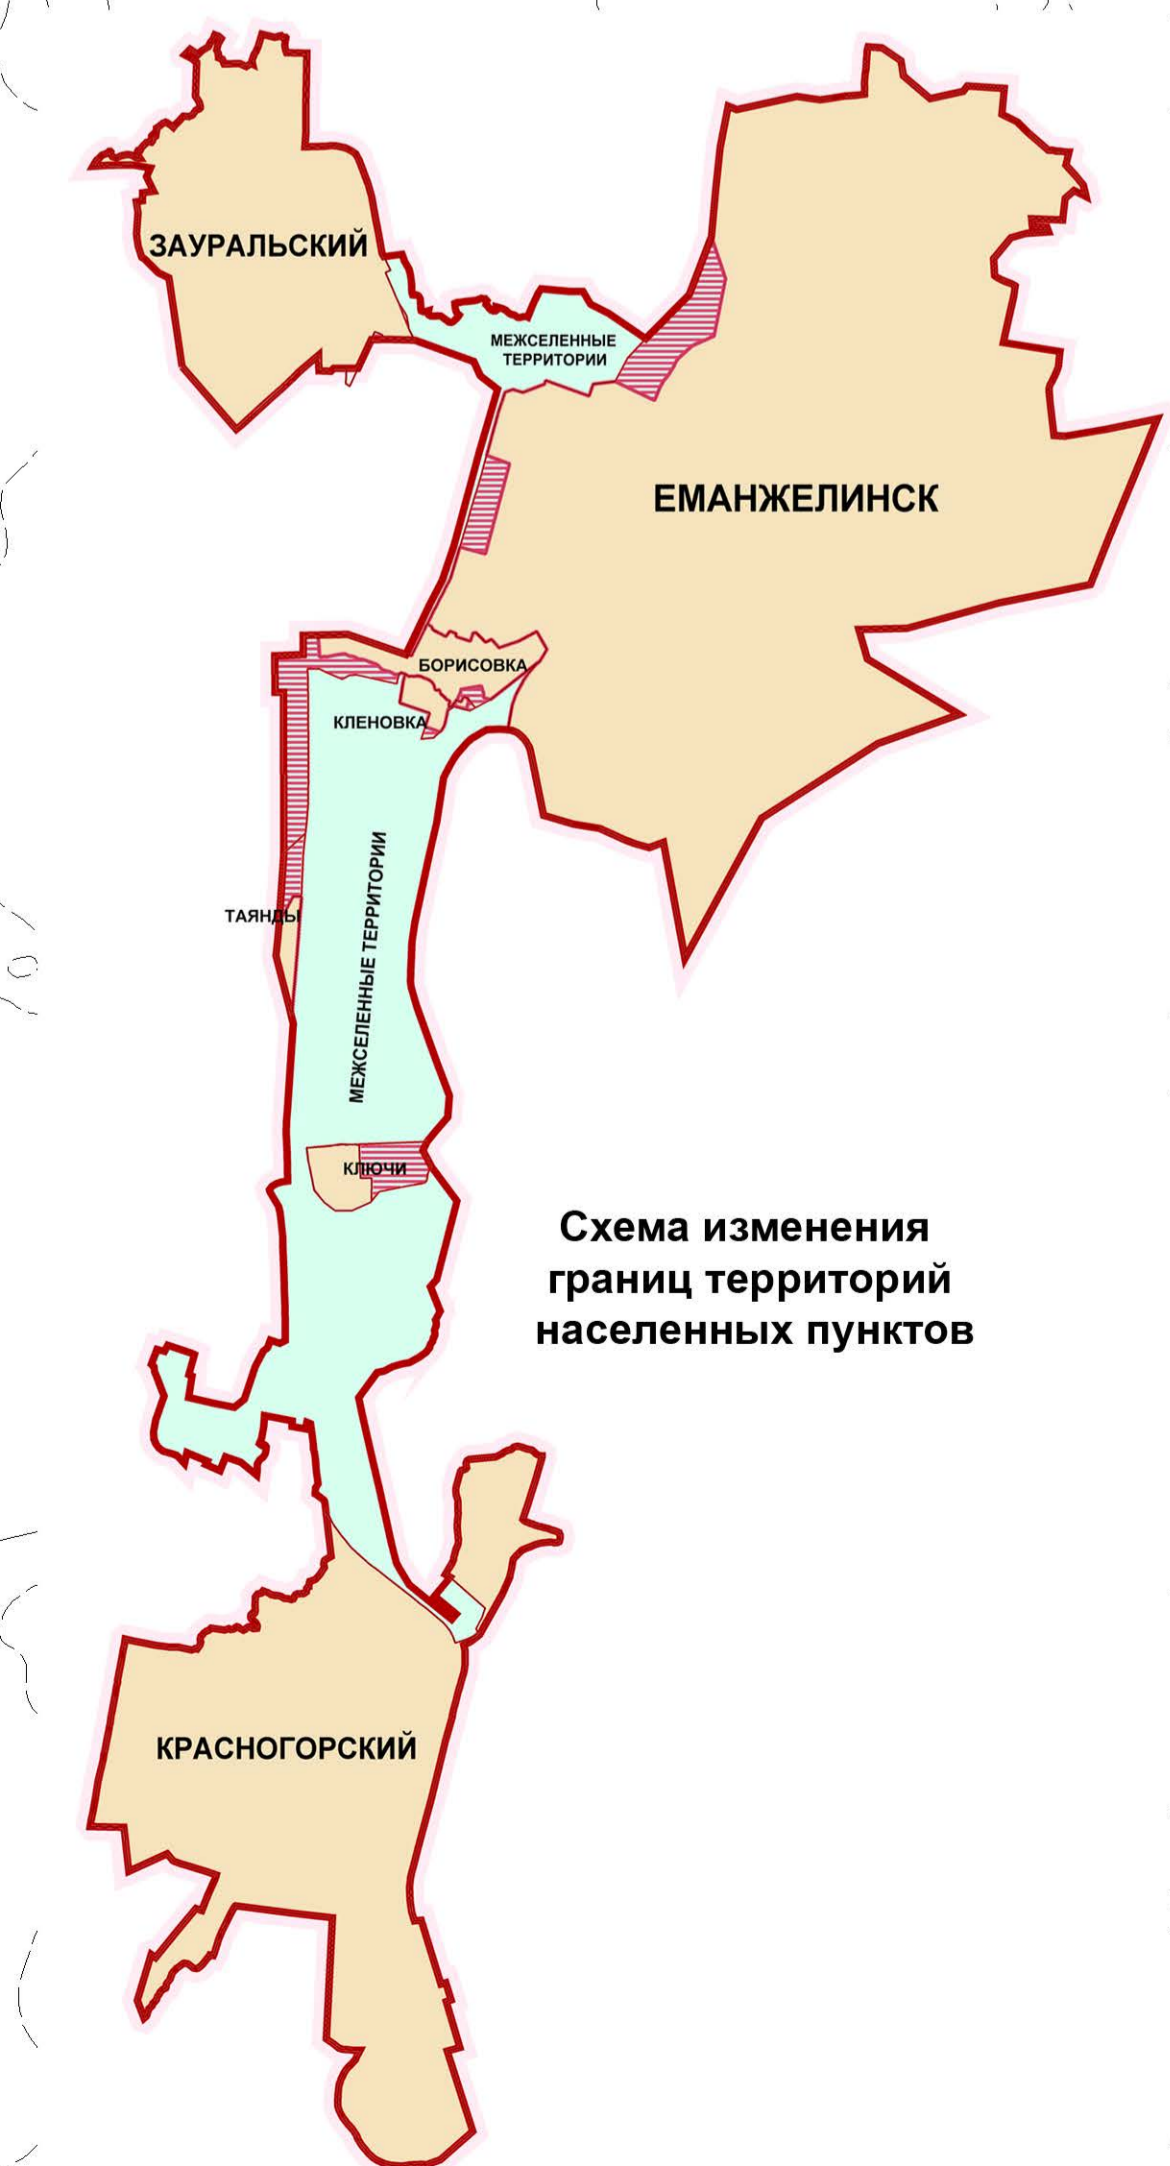 ЗАУРАЛЬСКИЙ
МЕЖСЕЛЕННЫЕ
ТЕРРИТОРИИ
ЕМАНЖЕЛИНСК
БОРИСОВКА
КЛЕНОВКА
ТАЯНДЫ
МЕЖСЕЛЕННЫЕ ТЕРРИТОРИИ
КЛЮЧИ
Схема изменения
границ территорий
населенных пунктов
КРАСНОГОРСКИЙ